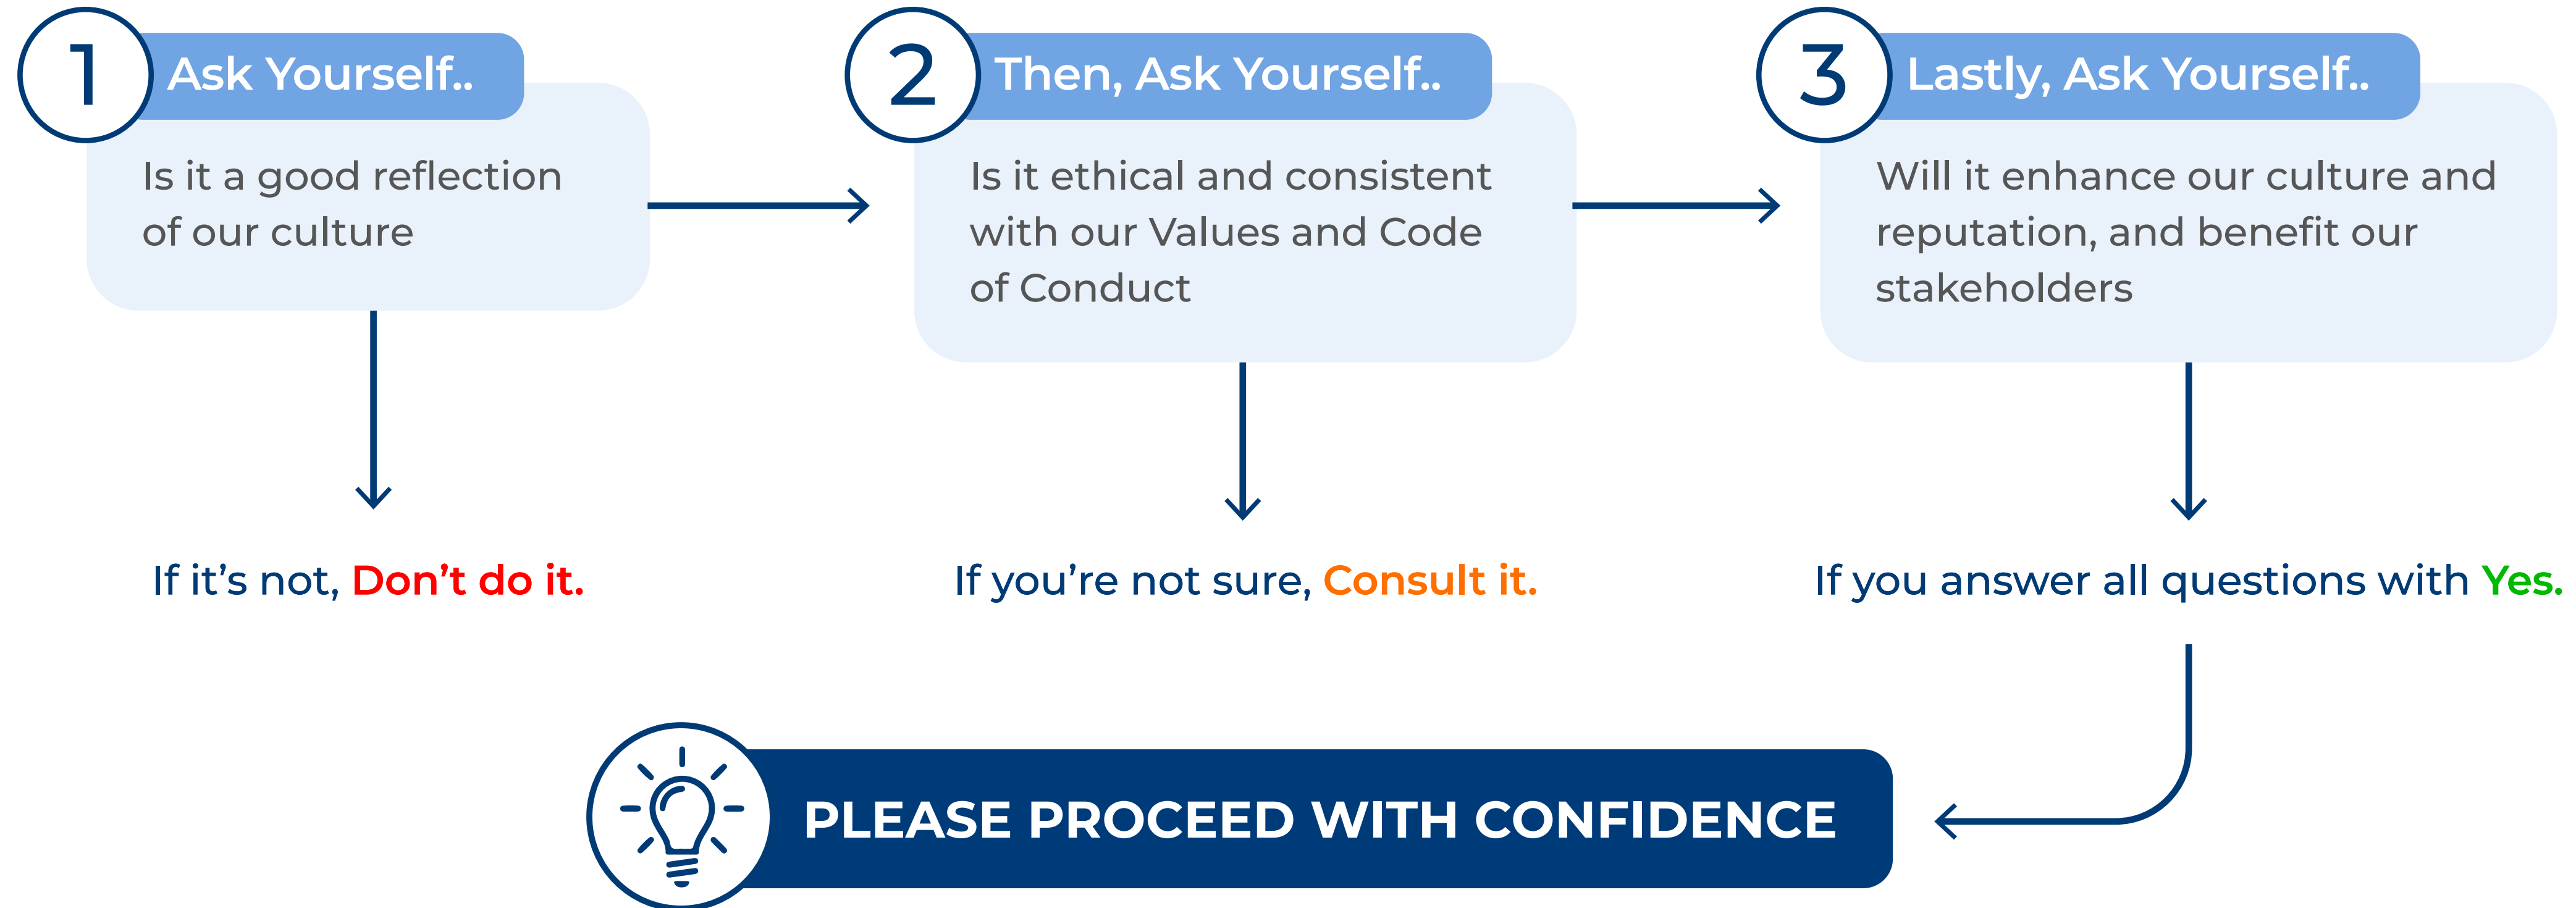 1
Ask Yourself..
Is it a good reflection
of our culture
If it's not, Don't do it.
2
Then, Ask Yourself..
Is it ethical and consistent
with our Values and Code
of Conduct
If you’re not sure, Consult it.
3
Lastly, Ask Yourself..
Will it enhance our culture and
reputation, and benefit our
stakeholders
If you answer all questions with Yes.
PLEASE PROCEED WITH CONFIDENCE